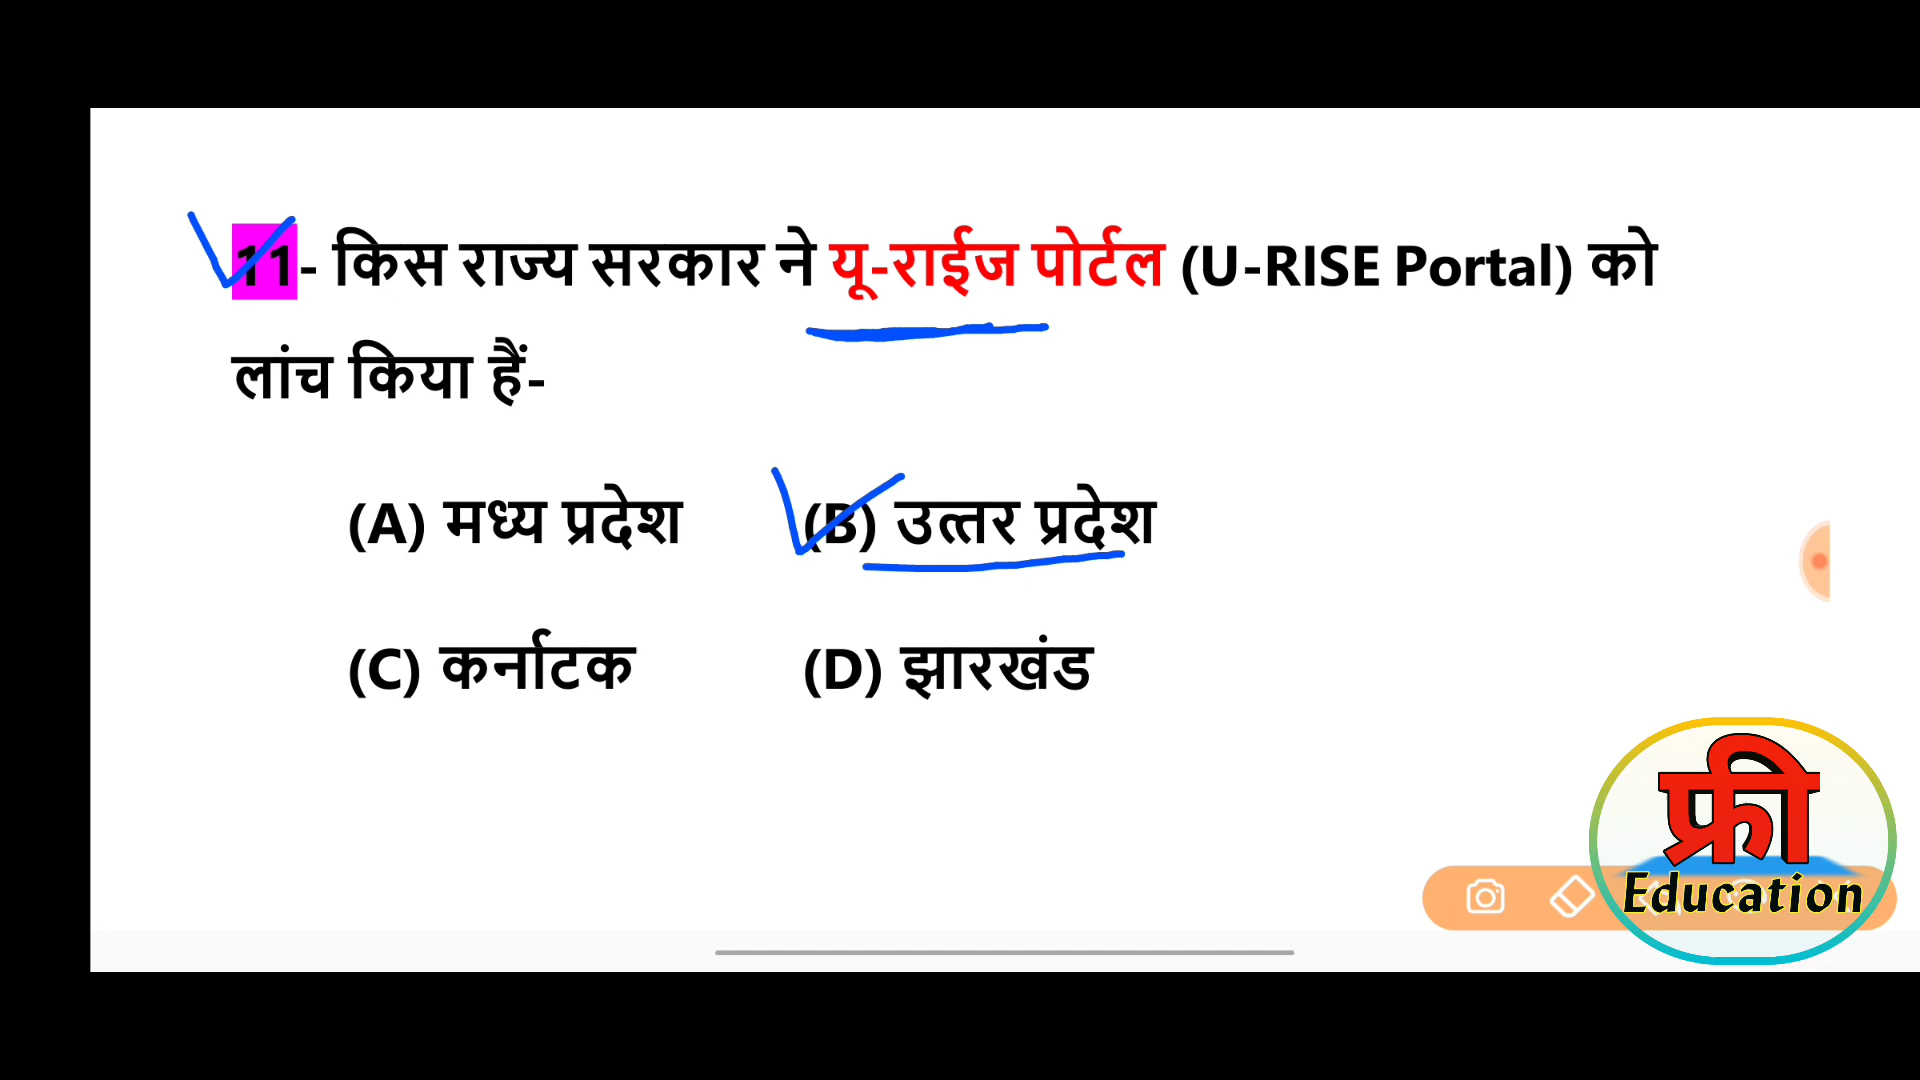 11- किस राज्य सरकार ने यू-राईज पोर्टल (U-RISE Portal) को
लांच किया हैं-
(A) मध्य प्रदेश (B) उत्तर प्रदेश
(C) कर्नाटक (D) झारखंड
फ्री
Education